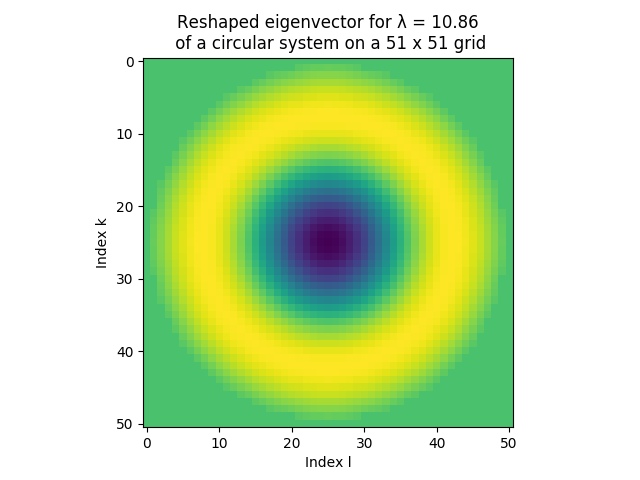 Reshaped eigenvector for λ = 10.86
of a circular system on a 51 x 51 grid
0
10
20
30
40
50
Index k
0 10 20 30 40 50
Index l